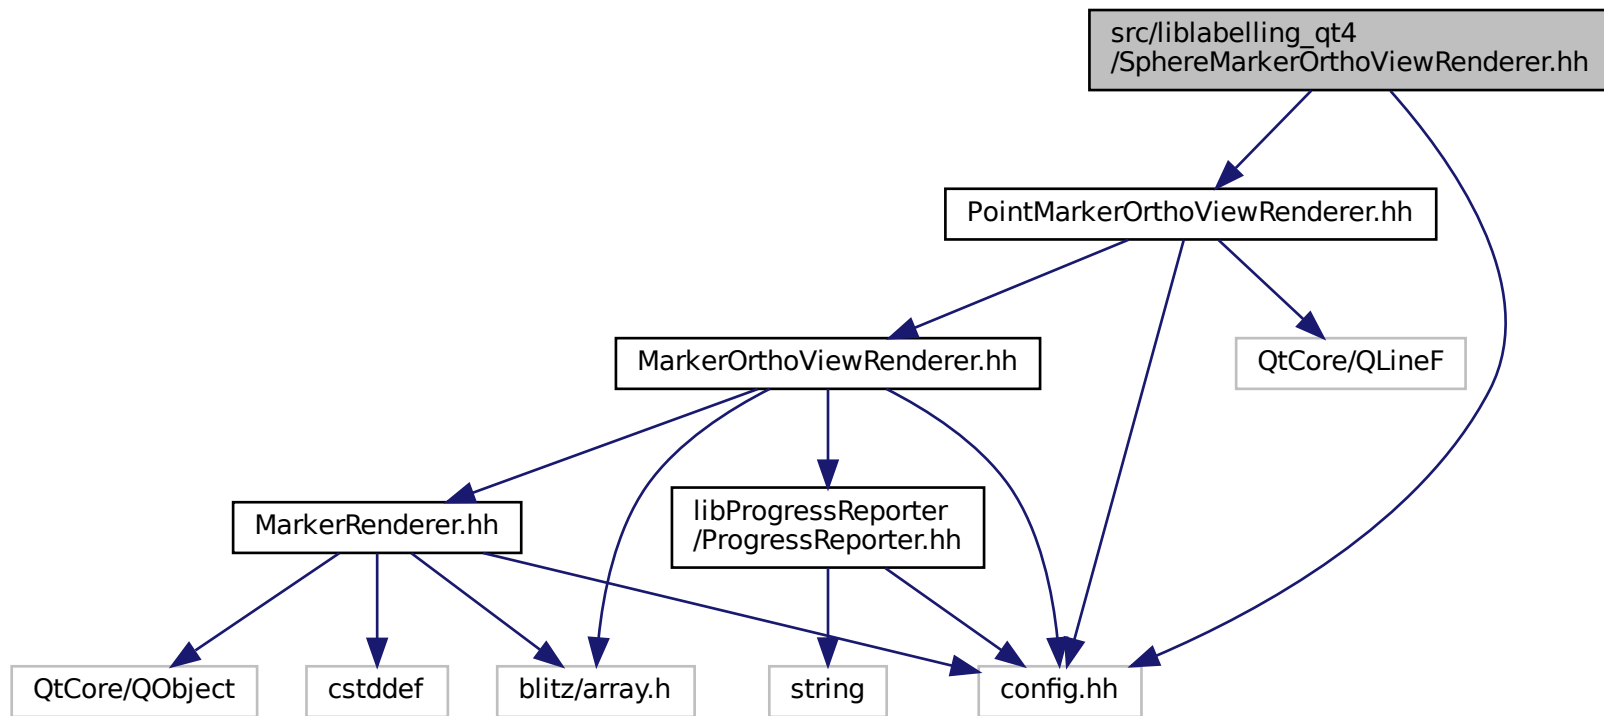 src/liblabelling_qt4
/SphereMarkerOrthoViewRenderer.hh
PointMarkerOrthoViewRenderer.hh
MarkerOrthoViewRenderer.hh
QtCore/QLineF
MarkerRenderer.hh
libProgressReporter
/ProgressReporter.hh
QtCore/QObject
cstddef
blitz/array.h
string
config.hh